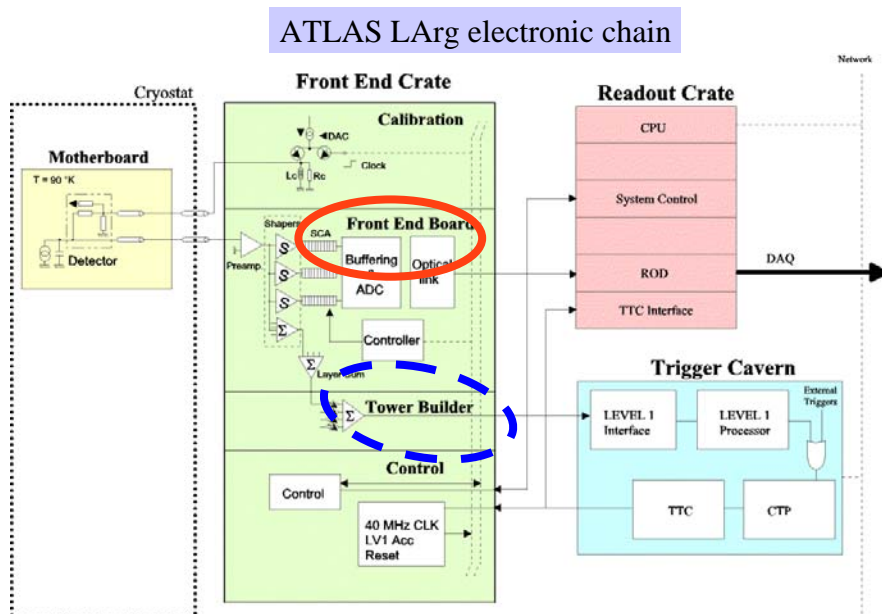 ATLAS LArg electronic chain
Network
Front End Crate
Cryostat
Readout Crate
Calibration
DAC
CPU
Motherboard
T = 90 °K
Clock
Lc
Rc
System Control
Shapers
SCA
Front End Board
Detector
Preamp.
S
Buffering
&
ADC
Optical
link
S
S
ROD
DAQ
TTC Interface
Σ
Controller
Σ
Layer Sum
Trigger Cavern
External
Triggers
Tower Builder
Σ
LEVEL 1
Interface
LEVEL 1
Processor
Control
Control
TTC
CTP
40 MHz CLK
LV1 Acc
Reset